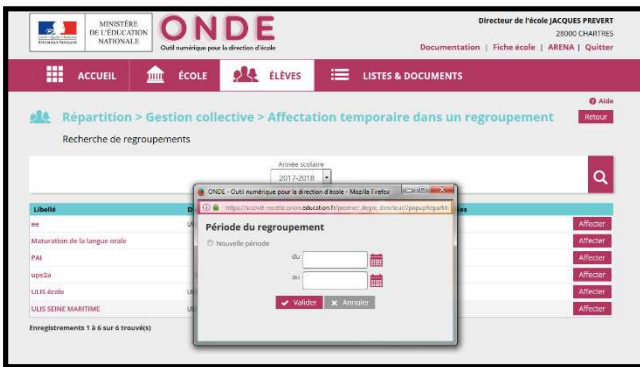 MINISTÈRE
DE L'ÉDUCATION
NATIONALE
ONDE
Outil numérique pour la direction d'école
Directeur de l'école JACQUES PREVERT
28000 CHARTRES
Documentation | Fiche école | ARENA | Quitter
ACCUEIL ÉCOLE ÉLÈVES LISTES & DOCUMENTS
Aide
Répartition > Gestion collective > Affectation temporaire dans un regroupement Retour
Recherche de regroupements
Année scolaire
2017-2018
ONDE - Outil numérique pour la direction d'école - Mozilla Firefox
Libellé
ee Affecter
Maturation de la langue orale Affecter
PAI Affecter
upe2a Affecter
ULIS école Affecter
ULIS SEINE MARITIME Affecter
Enregistrements 1 à 6 sur 6 trouvé(s)
Période du regroupement
Nouvelle période
du
au
Valider Annuler